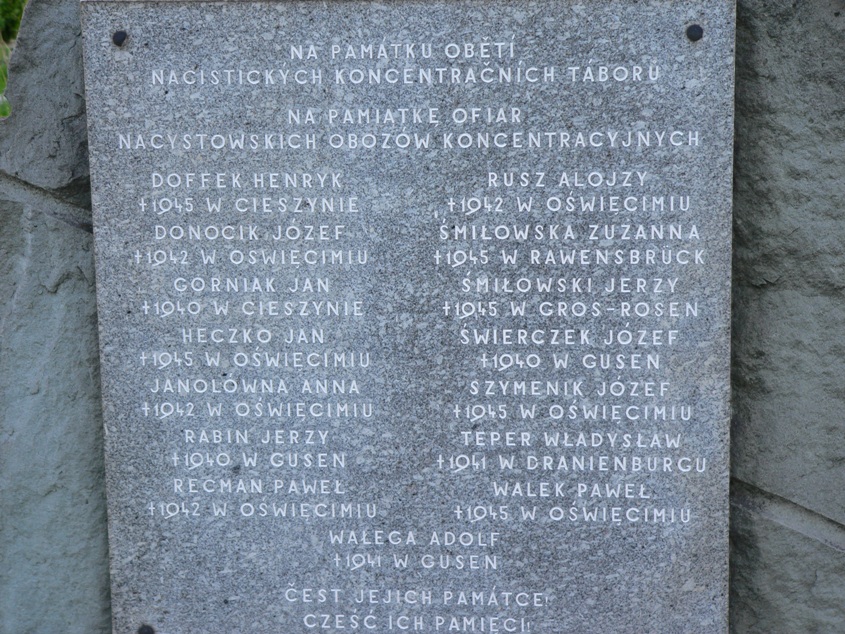 NA PAMÁTKU OBĚTÍ
NACISTICKÝCH KONCENTRAČNÍCH TÁBORŮ
NA PAMIĄTKĘ OFIAR
NACYSTOWSKICH OBOZÓW KONCENTRACYJNYCH
DOFFEK HENRYK
†1945 W CIESZYNIE
DONOCIK JÓZEF
†1942 W OŚWIĘCIMIU
GORNIAK JAN
†1940 W CIESZYNIE
HECZKO JAN
†1945 W OŚWIĘCIMIU
JANOLÓWNA ANNA
†1942 W OŚWIĘCIMIU
RABIN JERZY
†1940 W GUSEN
RECMAN PAWEŁ
†1942 W OŚWIĘCIMIU
RUSZ ALOJZY
†1942 W OŚWIĘCIMIU
ŚMIŁOWSKA ZUZANNA
†1945 W RAWENSBRÜCK
ŚMIŁOWSKI JERZY
†1945 W GROS-ROSEN
ŚWIERCZEK JÓZEF
†1940 W GUSEN
SZYMENIK JÓZEF
†1945 W OŚWIĘCIMIU
TEPER WŁADYSŁAW
†1941 W DRANIENBURGU
WALEK PAWEŁ
†1945 W OŚWIĘCIMIU
WAŁĘGA ADOLF
†1941 W GUSEN
ČEST JEJICH PAMÁTCE!
CZEŚĆ ICH PAMIĘCI!